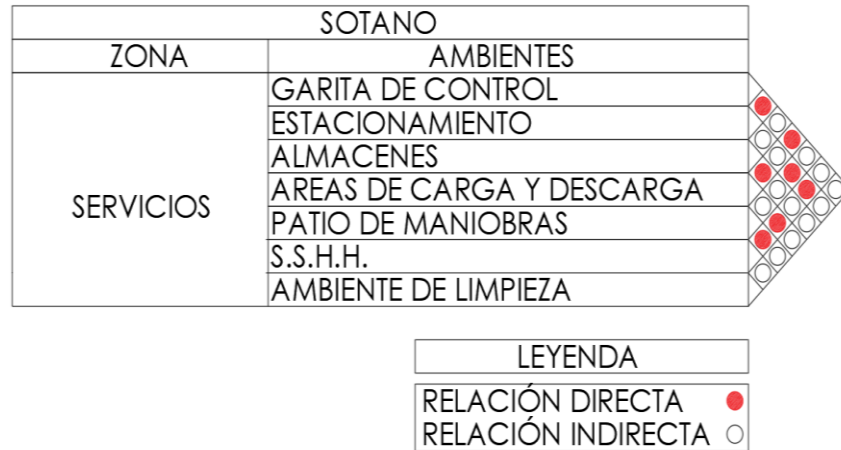 SOTANO
ZONA AMBIENTES
GARITA DE CONTROL
ESTACIONAMIENTO
ALMACENES
AREAS DE CARGA Y DESCARGA
SERVICIOS
PATIO DE MANIOBRAS
S.S.H.H.
AMBIENTE DE LIMPIEZA
LEYENDA
RELACIÓN DIRECTA
RELACIÓN INDIRECTA